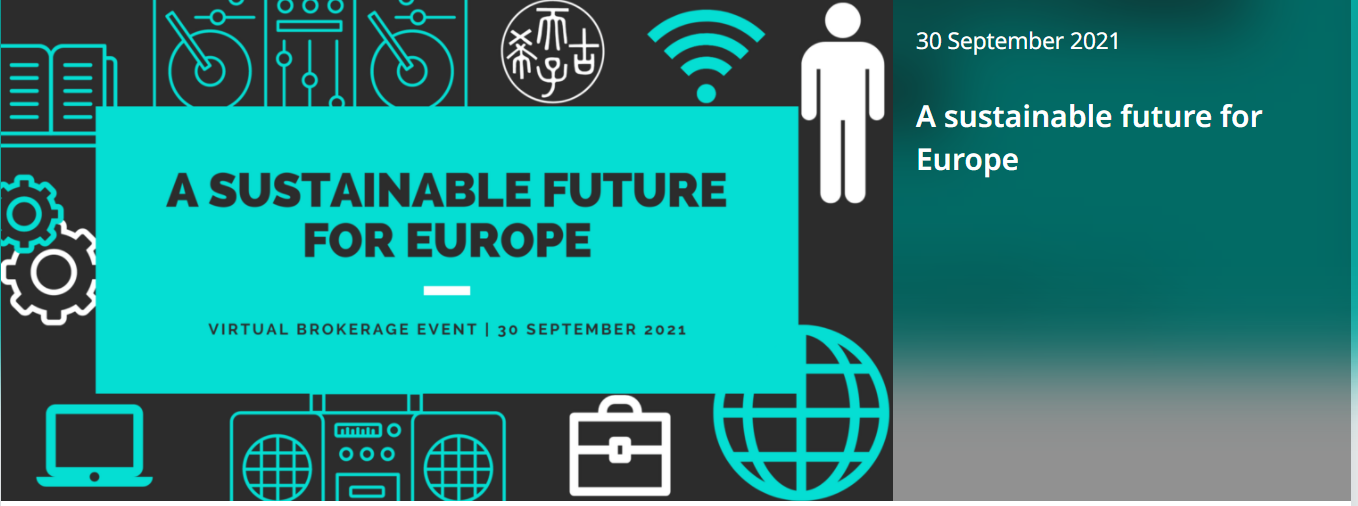 A SUSTAINABLE FUTURE
FOR EUROPE
VIRTUAL BROKERAGE EVENT | 30 SEPTEMBER 2021
30 September 2021
A sustainable future for
Europe